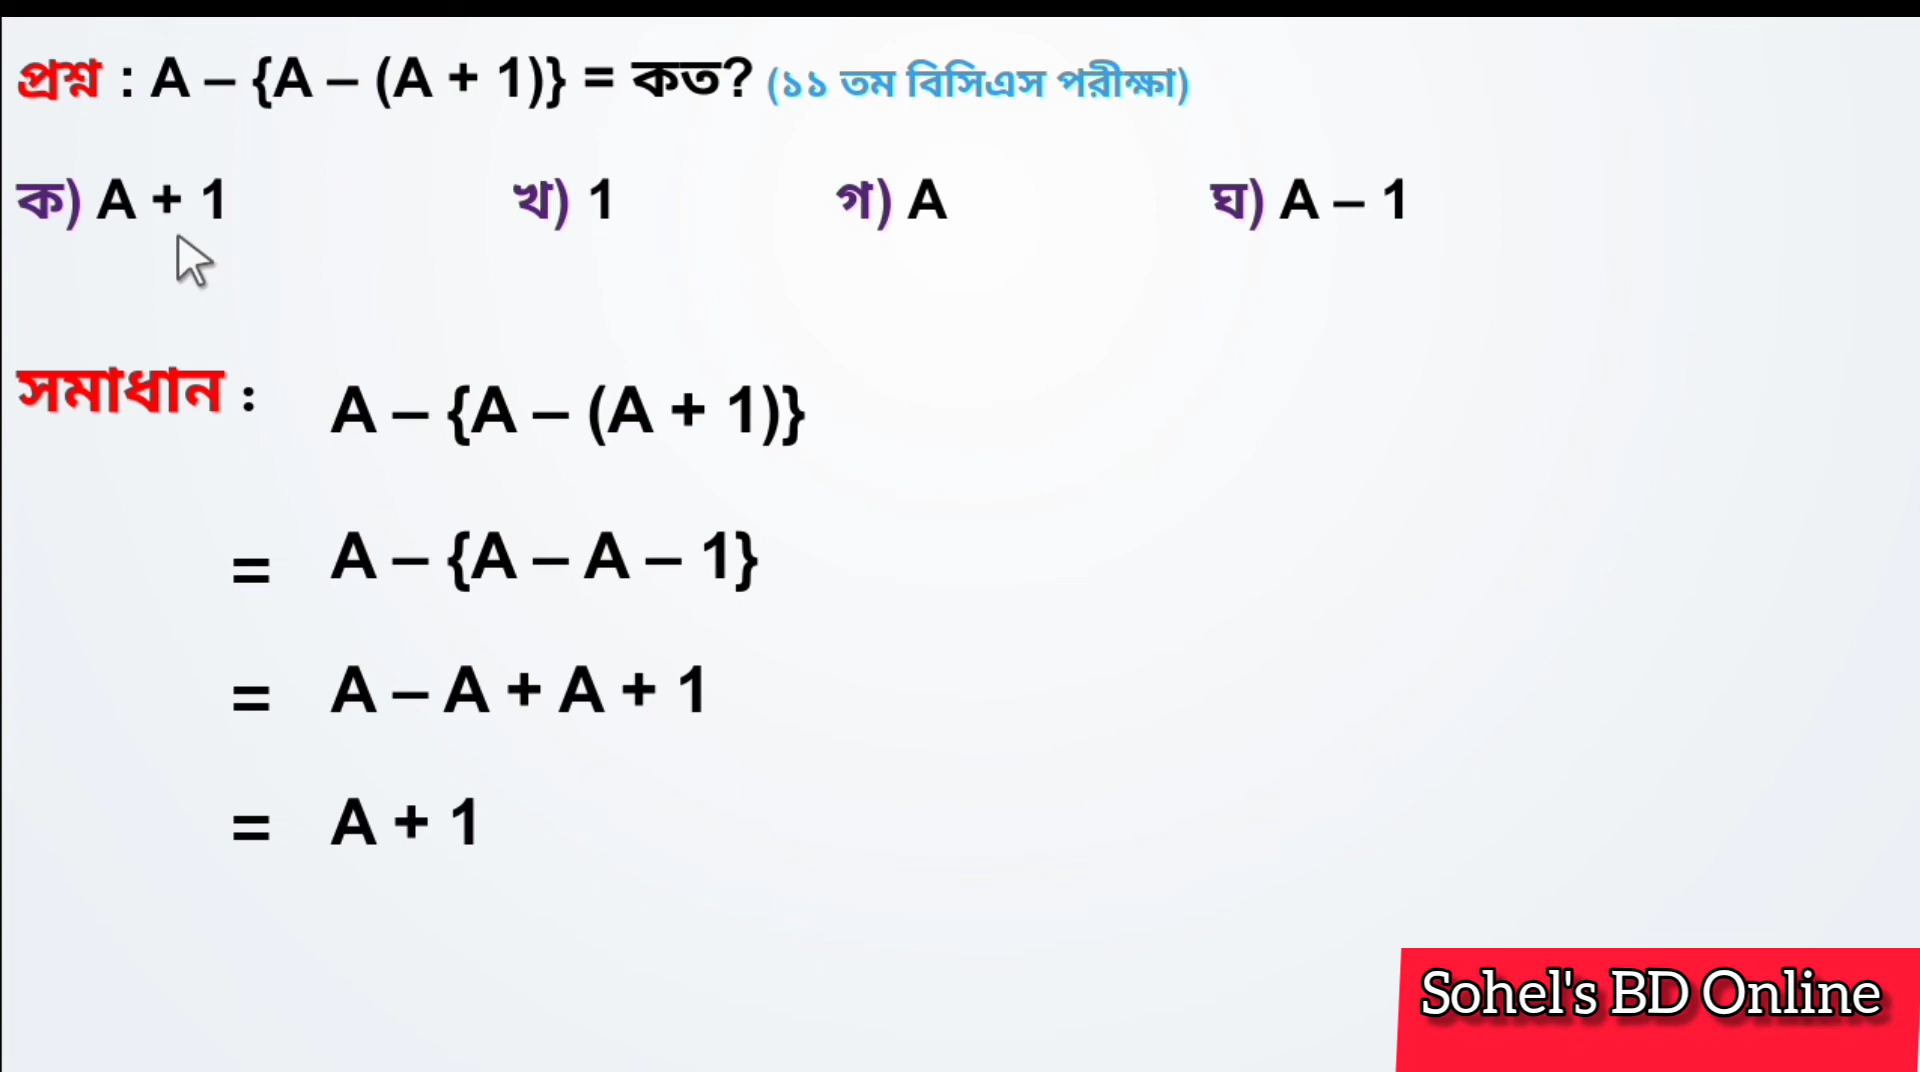 প্রশ্ন : A – {A – (A + 1)} = কত? (১১ তম বিসিএস পরীক্ষা)
ক) A + 1 খ) 1 গ) A ঘ) A – 1
সমাধান : A – {A – (A + 1)}
= A – {A – A – 1}
= A – A + A + 1
= A + 1
Sohel's BD Online